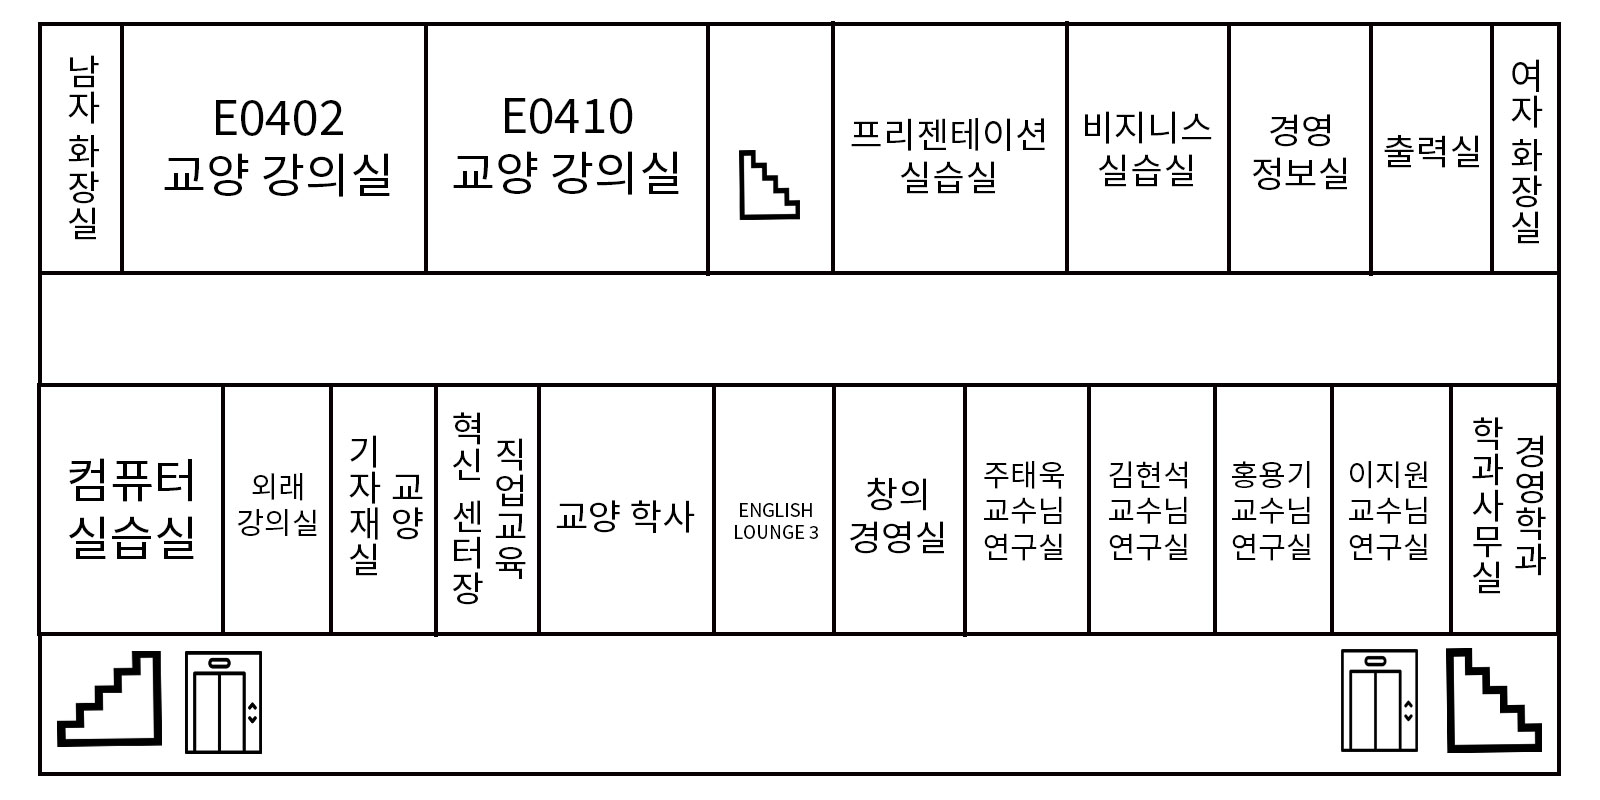 남자 화장실
E0402
교양 강의실
E0410
교양 강의실
프리젠테이션
실습실
비지니스
실습실
경영
정보실
출력실
여자 화장실
컴퓨터
실습실
외래
강의실
교양
기자재실
직업교육
혁신 센터장
교양 학사
ENGLISH
LOUNGE 3
창의
경영실
주태욱
교수님
연구실
김현석
교수님
연구실
홍용기
교수님
연구실
이지원
교수님
연구실
경영학과
학과사무실